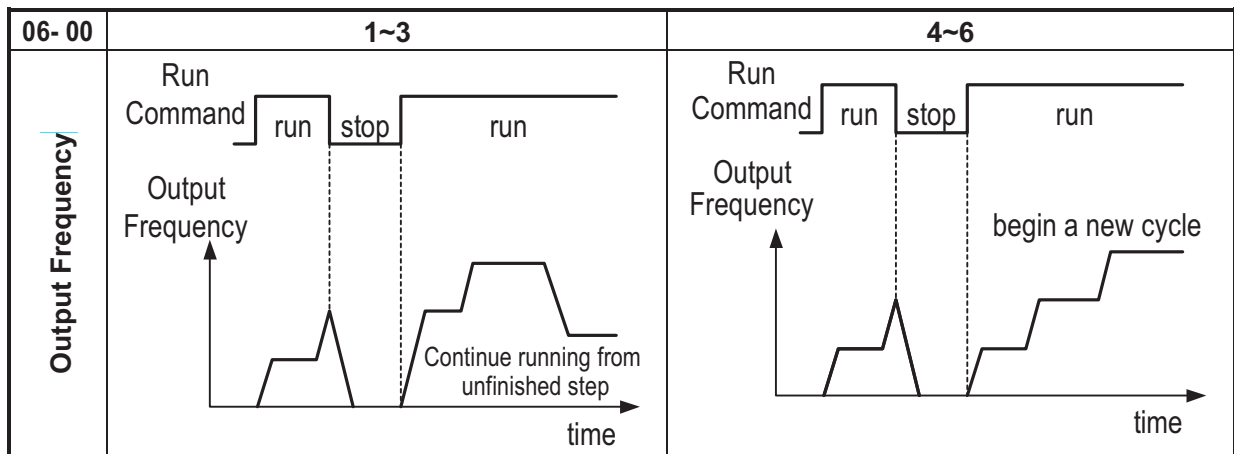 06- 00
1~3
4~6
Output Frequency
Run
Command
run
stop
run
Output
Frequency
Continue running from
unfinished step
time
Run
Command
run
stop
run
Output
Frequency
begin a new cycle
time